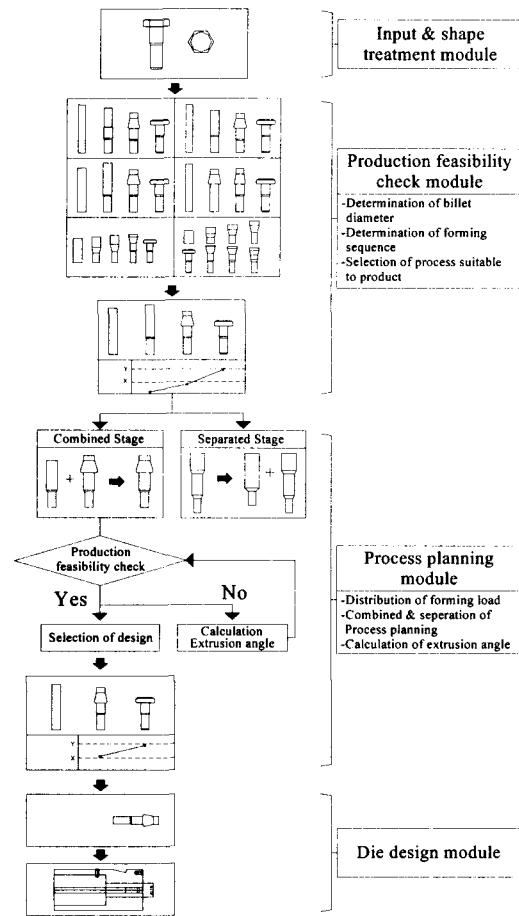 Input & shape
treatment module
Production feasibility
check module
-Determination of billet
diameter
-Determination of forming
sequence
-Selection of process suitable
to product
Y
X
Combined Stage
Separated Stage
+
+
Production
feasibility check
Yes
No
Selection of design
Calculation
Extrusion angle
Process planning
module
-Distribution of forming load
-Combined & seperation of
Process planning
-Calculation of extrusion angle
Y
X
Die design module